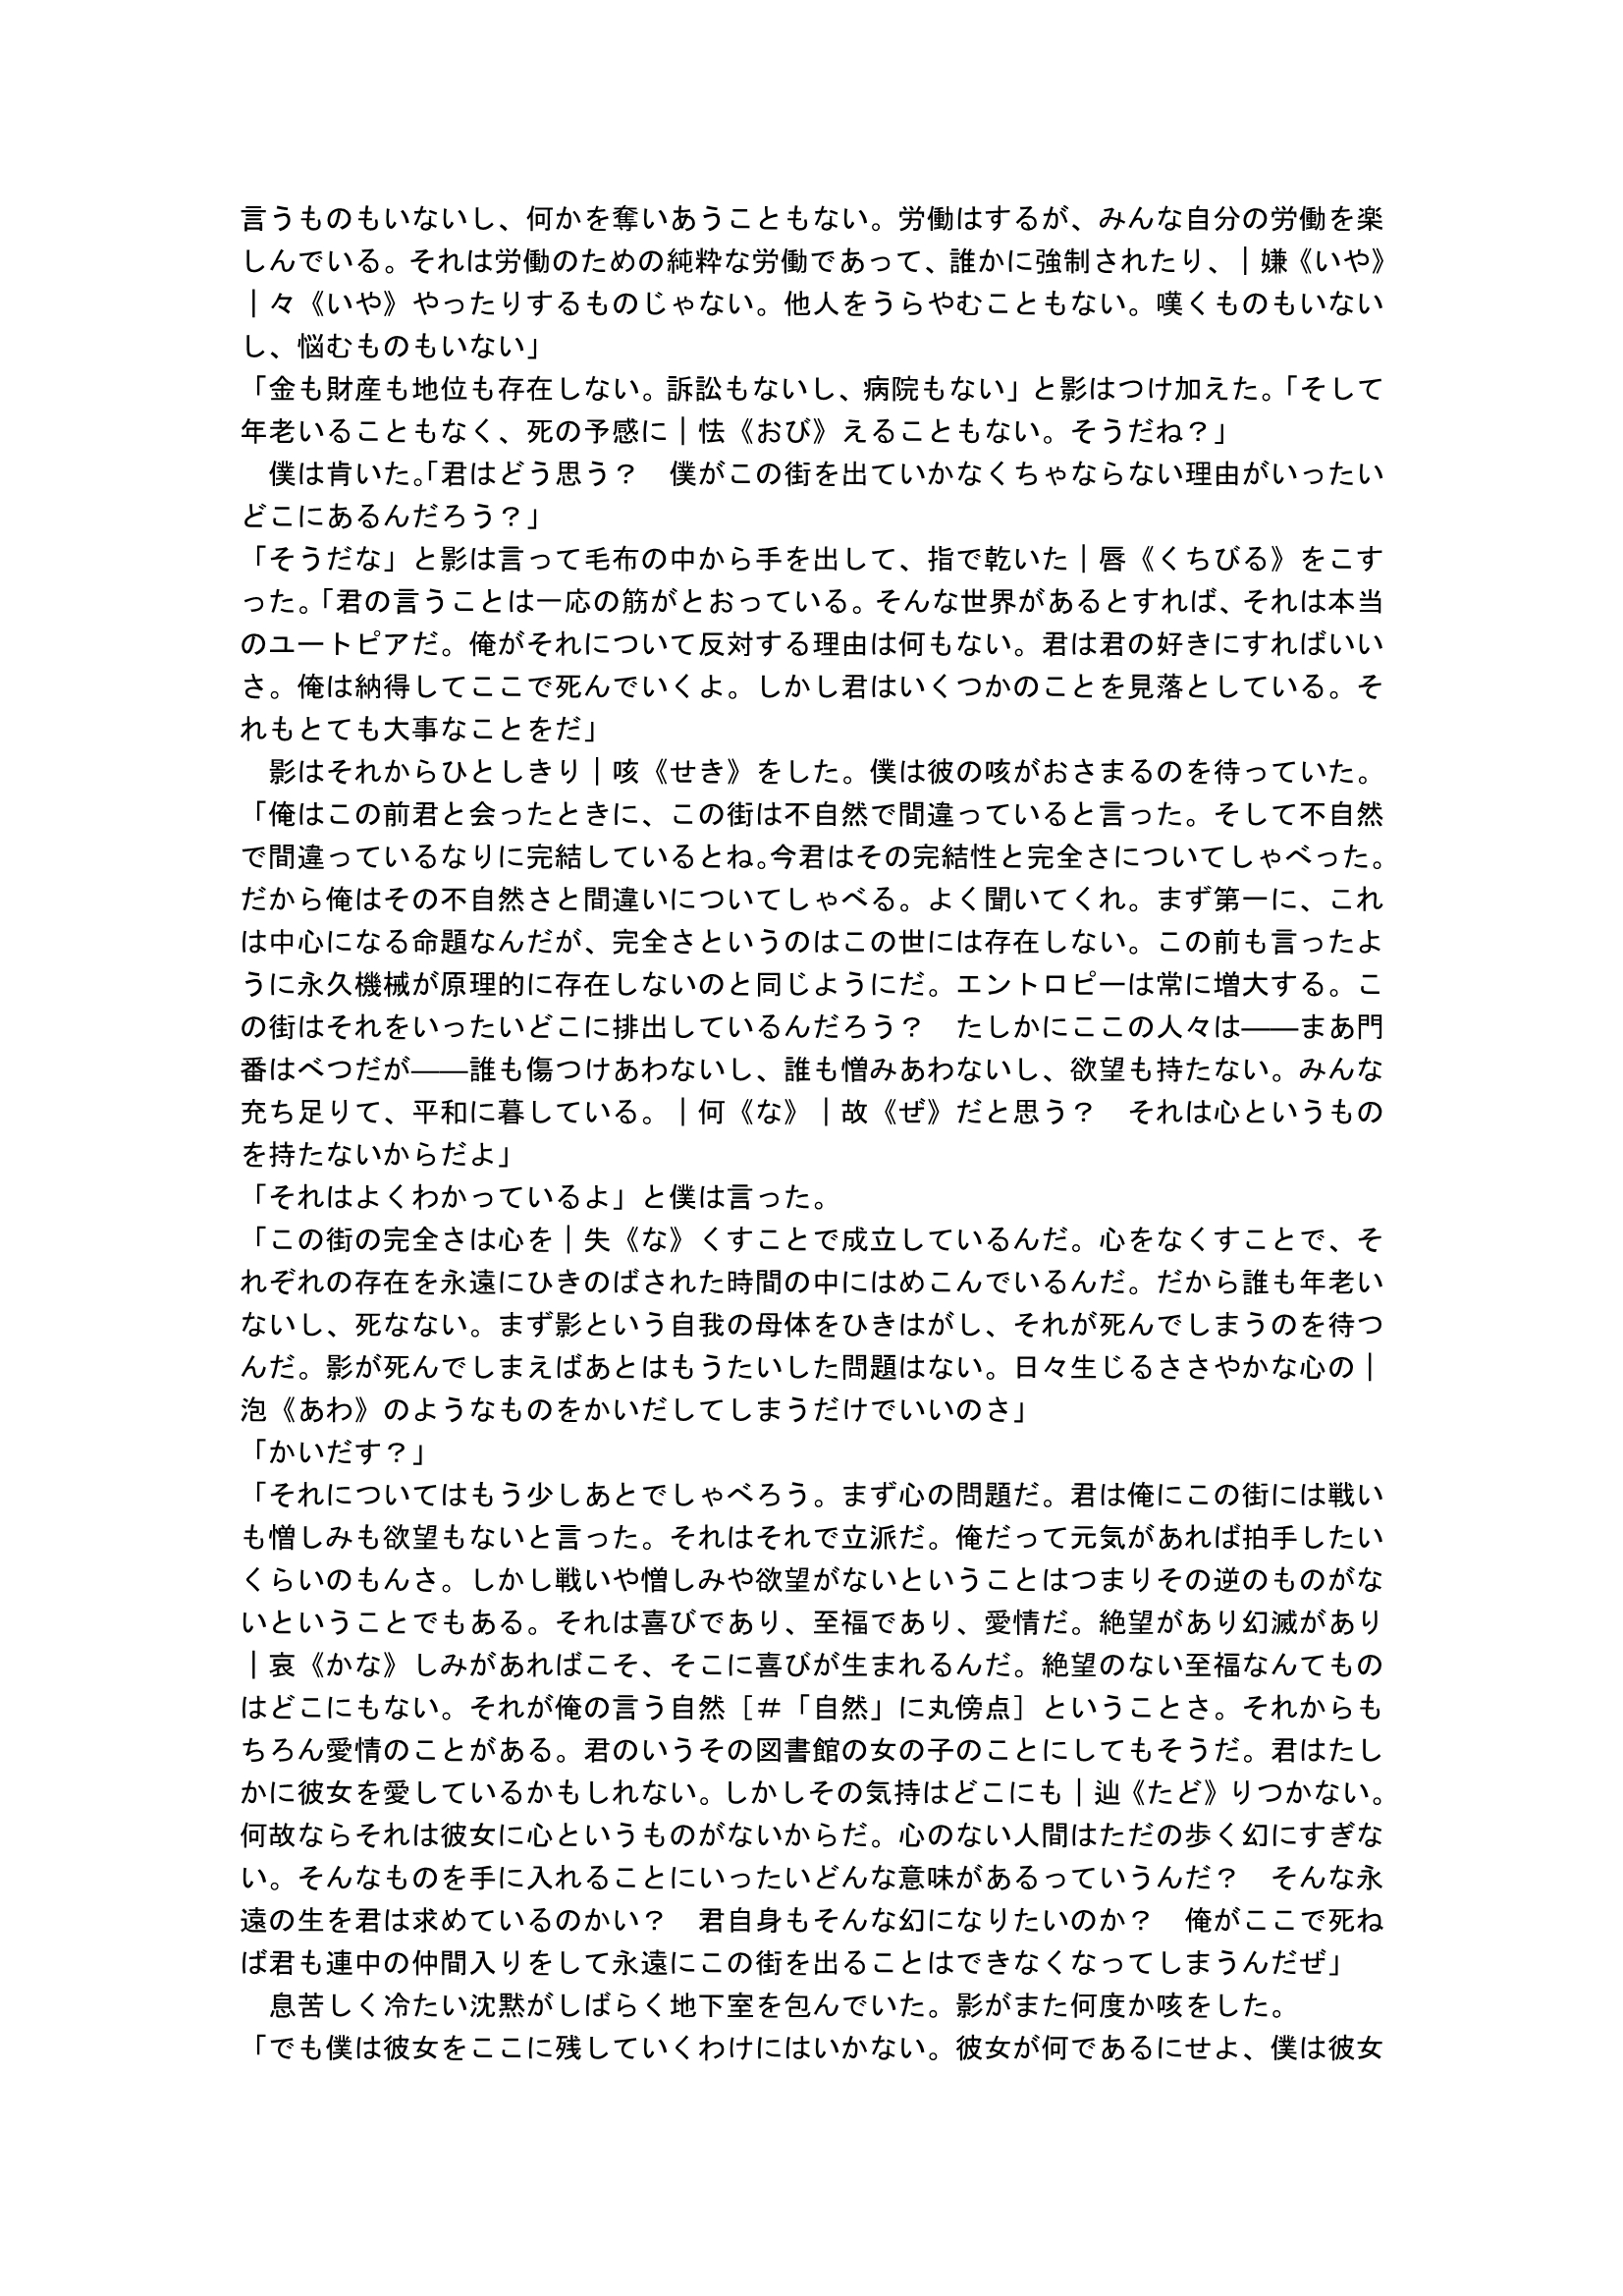 言うものもいないし、何かを奪いあうこともない。労働はするが、みんな自分の労働を楽
しんでいる。それは労働のための純粋な労働であって、誰かに強制されたり、｜嫌《いや》
｜々《いや》やったりするものじゃない。他人をうらやむこともない。嘆くものもいない
し、悩むものもいない」
「金も財産も地位も存在しない。訴訟もないし、病院もない」と影はつけ加えた。「そして
年老いることもなく、死の予感に｜怯《おび》えることもない。そうだね？」
　僕は肯いた。「君はどう思う？　僕がこの街を出ていかなくちゃならない理由がいったい
どこにあるんだろう？」
「そうだな」と影は言って毛布の中から手を出して、指で乾いた｜唇《くちびる》をこす
った。「君の言うことは一応の筋がとおっている。そんな世界があるとすれば、それは本当
のユートピアだ。俺がそれについて反対する理由は何もない。君は君の好きにすればいい
さ。俺は納得してここで死んでいくよ。しかし君はいくつかのことを見落としている。そ
れもとても大事なことをだ」
　影はそれからひとしきり｜咳《せき》をした。僕は彼の咳がおさまるのを待っていた。
「俺はこの前君と会ったときに、この街は不自然で間違っていると言った。そして不自然
で間違っているなりに完結しているとね。今君はその完結性と完全さについてしゃべった。
だから俺はその不自然さと間違いについてしゃべる。よく聞いてくれ。まず第一に、これ
は中心になる命題なんだが、完全さというのはこの世には存在しない。この前も言ったよ
うに永久機械が原理的に存在しないのと同じようにだ。エントロピーは常に増大する。こ
の街はそれをいったいどこに排出しているんだろう？　たしかにここの人々は――まあ門
番はべつだが――誰も傷つけあわないし、誰も憎みあわないし、欲望も持たない。みんな
充ち足りて、平和に暮している。｜何《な》｜故《ぜ》だと思う？　それは心というもの
を持たないからだよ」
「それはよくわかっているよ」と僕は言った。
「この街の完全さは心を｜失《な》くすことで成立しているんだ。心をなくすことで、そ
れぞれの存在を永遠にひきのばされた時間の中にはめこんでいるんだ。だから誰も年老い
ないし、死なない。まず影という自我の母体をひきはがし、それが死んでしまうのを待つ
んだ。影が死んでしまえばあとはもうたいした問題はない。日々生じるささやかな心の｜
泡《あわ》のようなものをかいだしてしまうだけでいいのさ」
「かいだす？」
「それについてはもう少しあとでしゃべろう。まず心の問題だ。君は俺にこの街には戦い
も憎しみも欲望もないと言った。それはそれで立派だ。俺だって元気があれば拍手したい
くらいのもんさ。しかし戦いや憎しみや欲望がないということはつまりその逆のものがな
いということでもある。それは喜びであり、至福であり、愛情だ。絶望があり幻滅があり
｜哀《かな》しみがあればこそ、そこに喜びが生まれるんだ。絶望のない至福なんてもの
はどこにもない。それが俺の言う自然［＃「自然」に丸傍点］ということさ。それからも
ちろん愛情のことがある。君のいうその図書館の女の子のことにしてもそうだ。君はたし
かに彼女を愛しているかもしれない。しかしその気持はどこにも｜辿《たど》りつかない。
何故ならそれは彼女に心というものがないからだ。心のない人間はただの歩く幻にすぎな
い。そんなものを手に入れることにいったいどんな意味があるっていうんだ？　そんな永
遠の生を君は求めているのかい？　君自身もそんな幻になりたいのか？　俺がここで死ね
ば君も連中の仲間入りをして永遠にこの街を出ることはできなくなってしまうんだぜ」
　息苦しく冷たい沈黙がしばらく地下室を包んでいた。影がまた何度か咳をした。
「でも僕は彼女をここに残していくわけにはいかない。彼女が何であるにせよ、僕は彼女